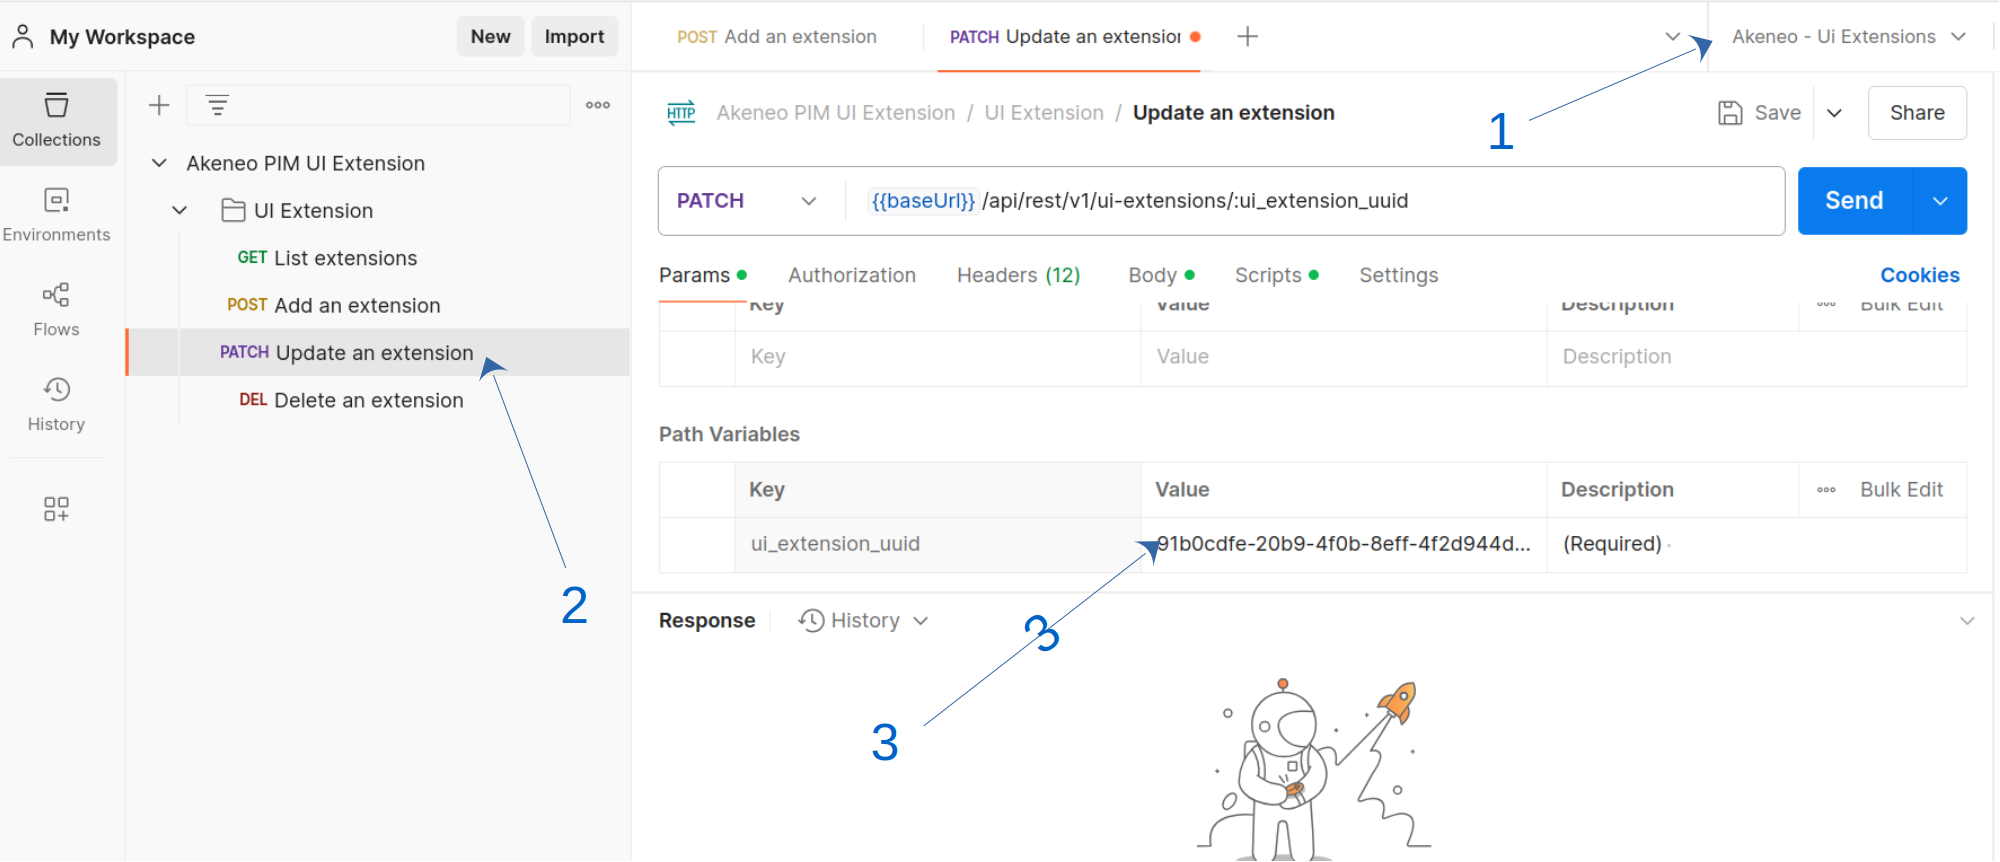 My Workspace
New
Import
POST Add an extension
PATCH Update an extension
Akeneo - Ui Extensions
Collections
Environments
Flows
History
Akeneo PIM UI Extension
UI Extension
GET List extensions
POST Add an extension
PATCH Update an extension
DEL Delete an extension
2
HTTP Akeneo PIM UI Extension / UI Extension / Update an extension
1
Save
Share
PATCH
{{baseUrl}} /api/rest/v1/ui-extensions/:ui_extension_uuid
Send
Params
Authorization
Headers (12)
Body
Scripts
Settings
Cookies
Key
Value
Description
Bulk Edit
Key
Value
Description
Path Variables
Key
Value
Description
Bulk Edit
ui_extension_uuid
91b0cdfe-20b9-4f0b-8eff-4f2d944d...
(Required)
3
3
Response
History